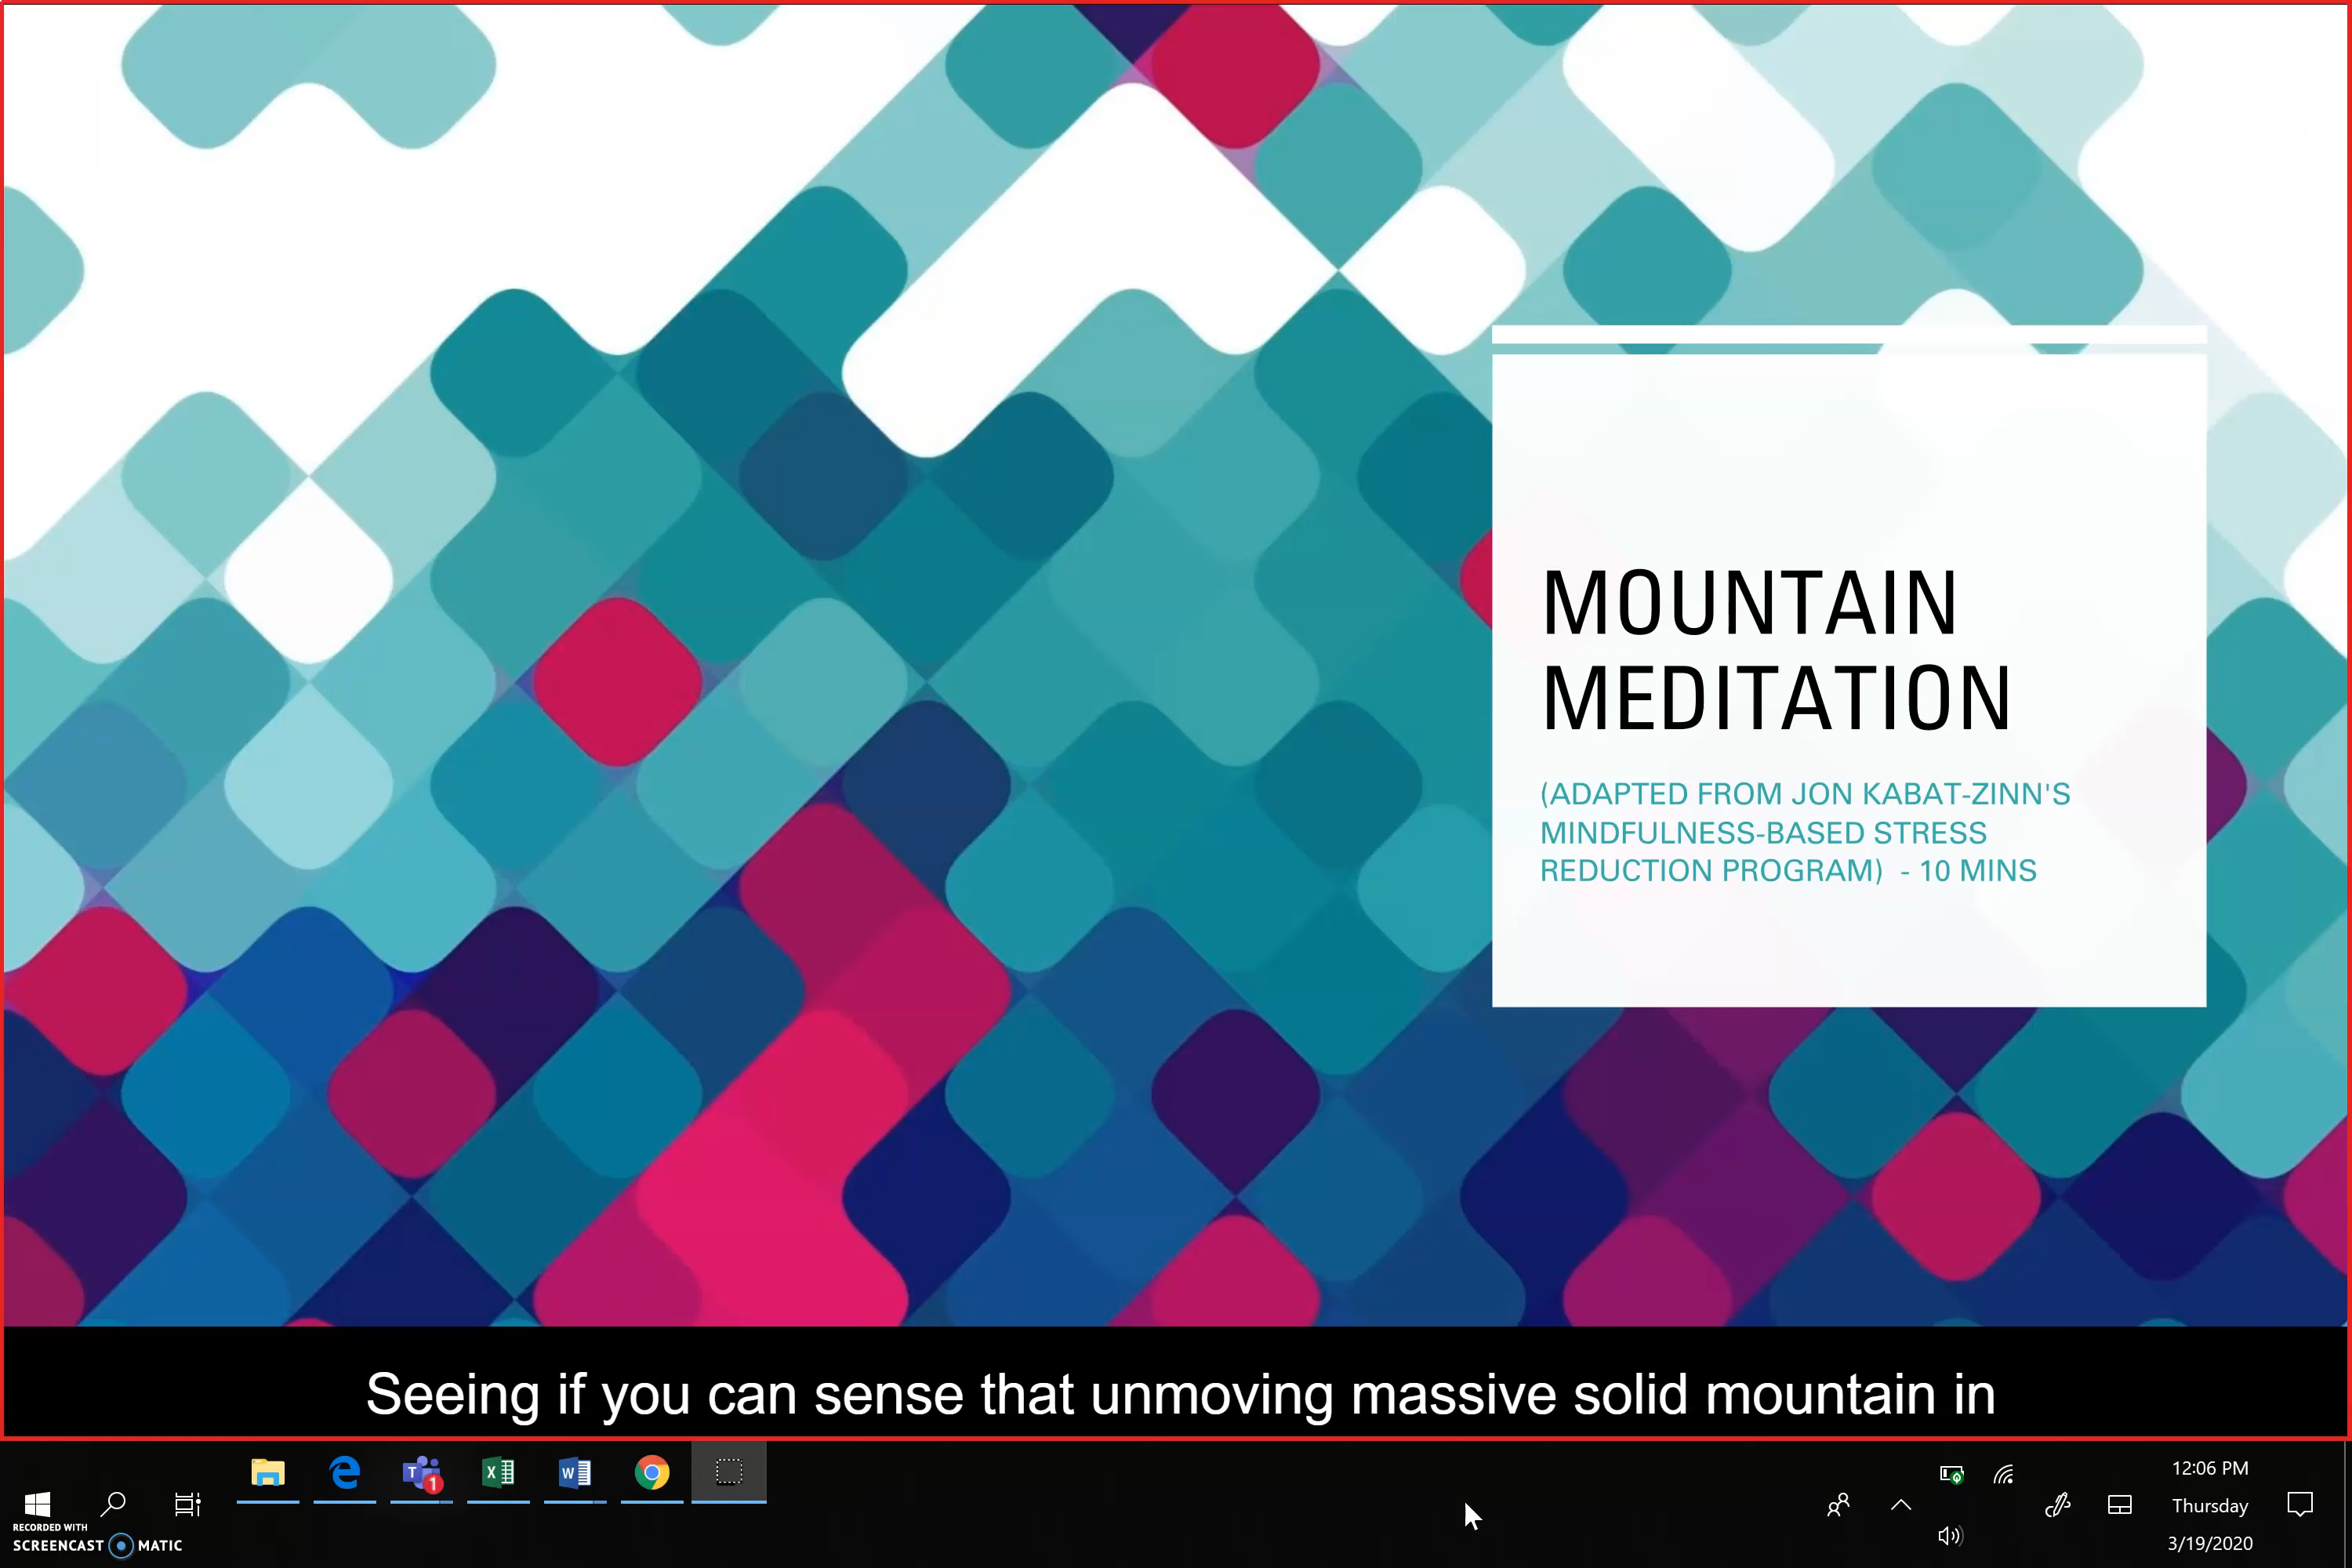 MOUNTAIN
MEDITATION
(ADAPTED FROM JON KABAT-ZINN'S
MINDFULNESS-BASED STRESS
REDUCTION PROGRAM)  - 10 MINS
Seeing if you can sense that unmoving massive solid mountain in
T
1
X
W
12:06 PM
Thursday
3/19/2020
RECORDED WITH
SCREENCAST MATIC